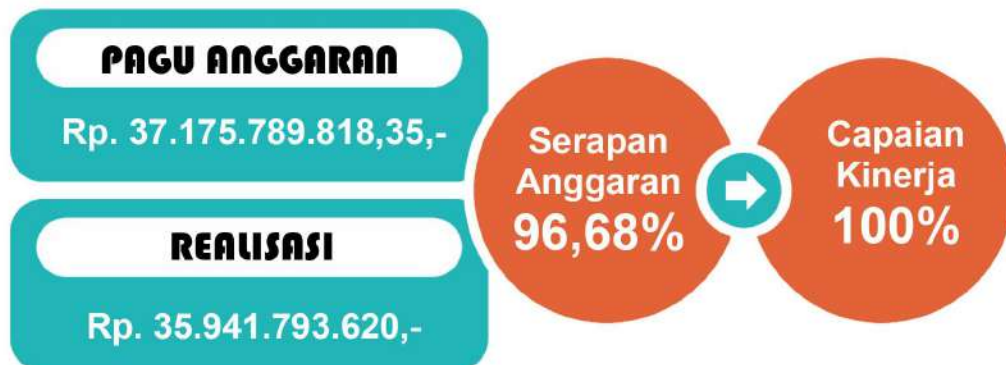 PAGU ANGGARAN
Rp. 37.175.789.818,35,-
REALISASI
Rp. 35.941.793.620,-
Serapan
Anggaran
96,68%
Capaian
Kinerja
100%